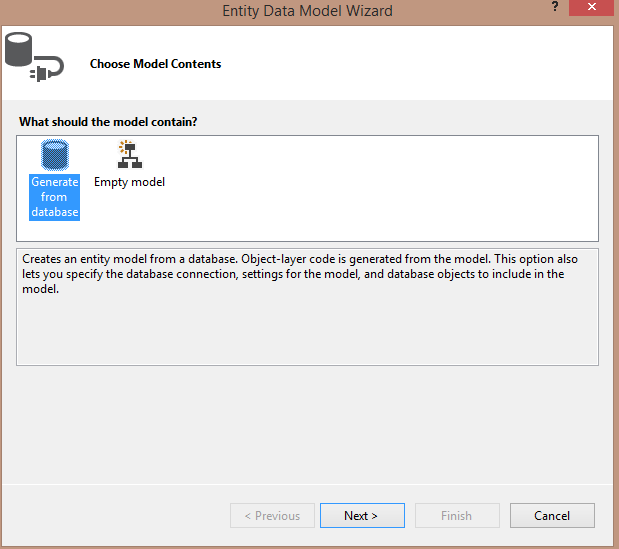 Entity Data Model Wizard
?
×
Choose Model Contents
What should the model contain?
Generate
from
database
Empty model
Creates an entity model from a database. Object-layer code is generated from the model. This option also
lets you specify the database connection, settings for the model, and database objects to include in the
model.
< Previous
Next >
Finish
Cancel